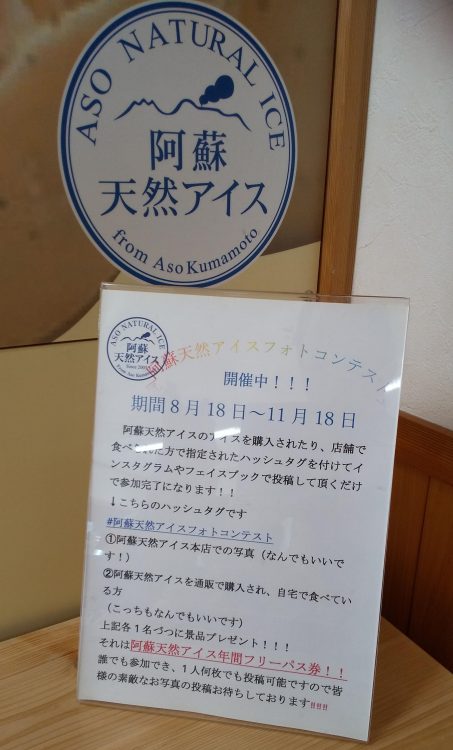 ASO NATURAL ICE
阿蘇
天然アイス
from Aso Kumamoto
ASO NATURAL ICE
阿蘇
天然アイス
Since 2005
From Aso Kumamoto
阿蘇天然アイスフォトコンテスト
開催中！！！
期間8月18日～11月18日
阿蘇天然アイスのアイスを購入されたり、店舗で
食べられた方で指定されたハッシュタグを付けてイ
ンスタグラムやフェイスブックで投稿して頂くだけ
で参加完了になります！！
↓こちらのハッシュタグです
#阿蘇天然アイスフォトコンテスト
①阿蘇天然アイス本店での写真（なんでもいいで
す！）
②阿蘇天然アイスを通販で購入され、自宅で食べてい
る方
（こっちもなんでもいいです）
上記各1名づつに景品プレゼント！！！
それは阿蘇天然アイス年間フリーパス券！！
誰でも参加でき、1人何枚でも投稿可能ですので皆
様の素敵なお写真の投稿お待ちしております!!!!!